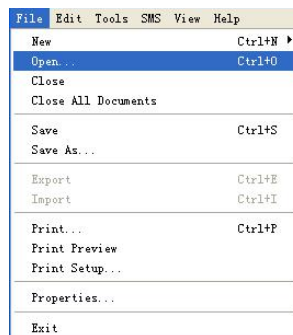 File Edit Tools SMS View Help
New Ctrl+N
Open... Ctrl+O
Close
Close All Documents
Save Ctrl+S
Save As...
Export Ctrl+E
Import Ctrl+I
Print... Ctrl+P
Print Preview
Print Setup...
Properties...
Exit